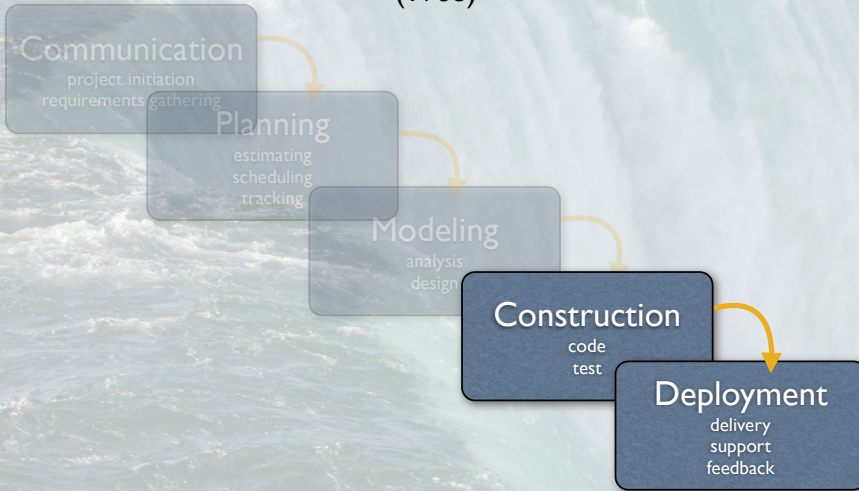 Communication
project initiation
requirements gathering
Planning
estimating
scheduling
tracking
Modeling
analysis
design
Construction
code
test
Deployment
delivery
support
feedback